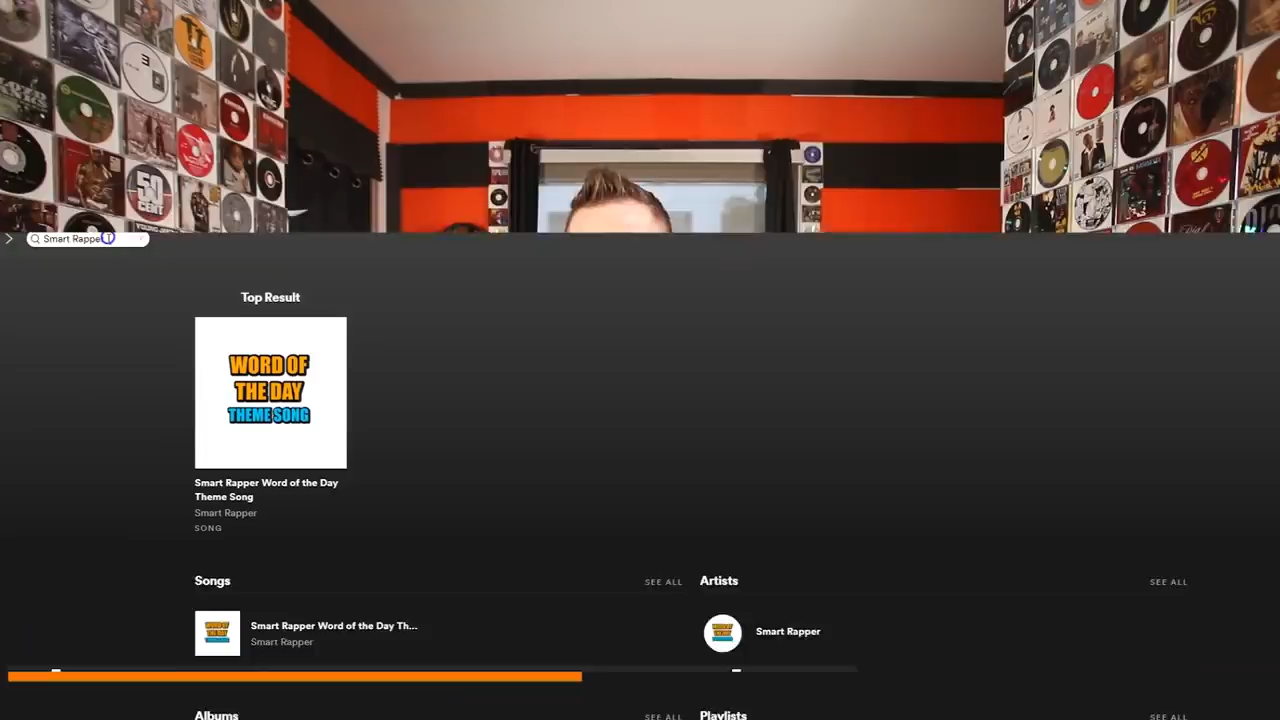 50
CENT
Smart Rapper
Top Result
WORD OF
THE DAY
THEME SONG
Smart Rapper Word of the Day
Theme Song
Smart Rapper
SONG
Songs
SEE ALL
Artists
SEE ALL
Smart Rapper Word of the Day Th...
Smart Rapper
Smart Rapper
Albums
SEE ALL
Playlists
SEE ALL